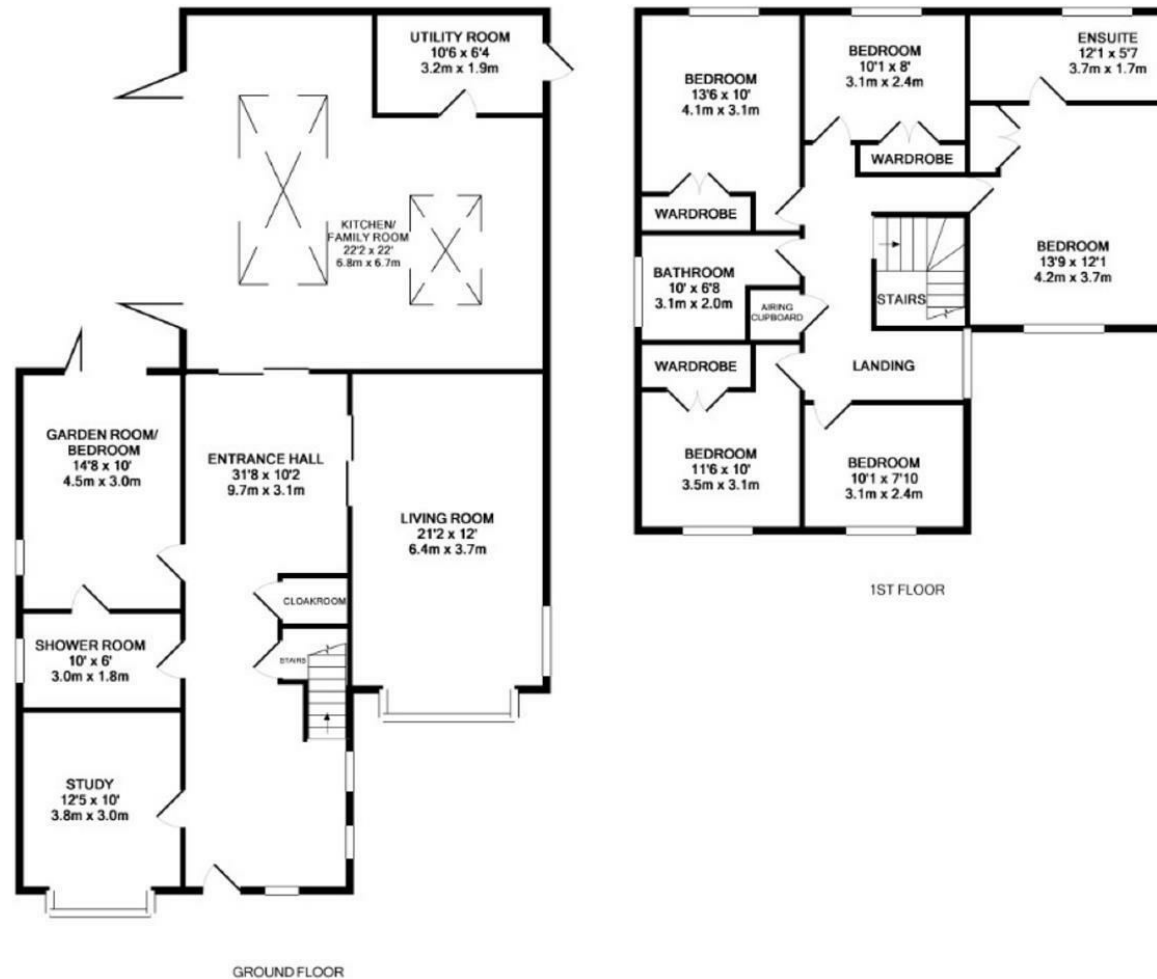 UTILITY ROOM
10'6 x 6'4
3.2m x 1.9m
KITCHEN/
FAMILY ROOM
22'2 x 22'
6.8m x 6.7m
GARDEN ROOM/
BEDROOM
14'8 x 10'
4.5m x 3.0m
ENTRANCE HALL
31'8 x 10'2
9.7m x 3.1m
LIVING ROOM
21'2 x 12'
6.4m x 3.7m
CLOAKROOM
STAIRS
SHOWER ROOM
10' x 6'
3.0m x 1.8m
STUDY
12'5 x 10'
3.8m x 3.0m
GROUND FLOOR
BEDROOM
13'6 x 10'
4.1m x 3.1m
BEDROOM
10'1 x 8'
3.1m x 2.4m
ENSUITE
12'1 x 5'7
3.7m x 1.7m
WARDROBE
WARDROBE
BATHROOM
10' x 6'8
3.1m x 2.0m
AIRING
CUPBOARD
STAIRS
BEDROOM
13'9 x 12'1
4.2m x 3.7m
WARDROBE
LANDING
BEDROOM
11'6 x 10'
3.5m x 3.1m
BEDROOM
10'1 x 7'10
3.1m x 2.4m
1ST FLOOR